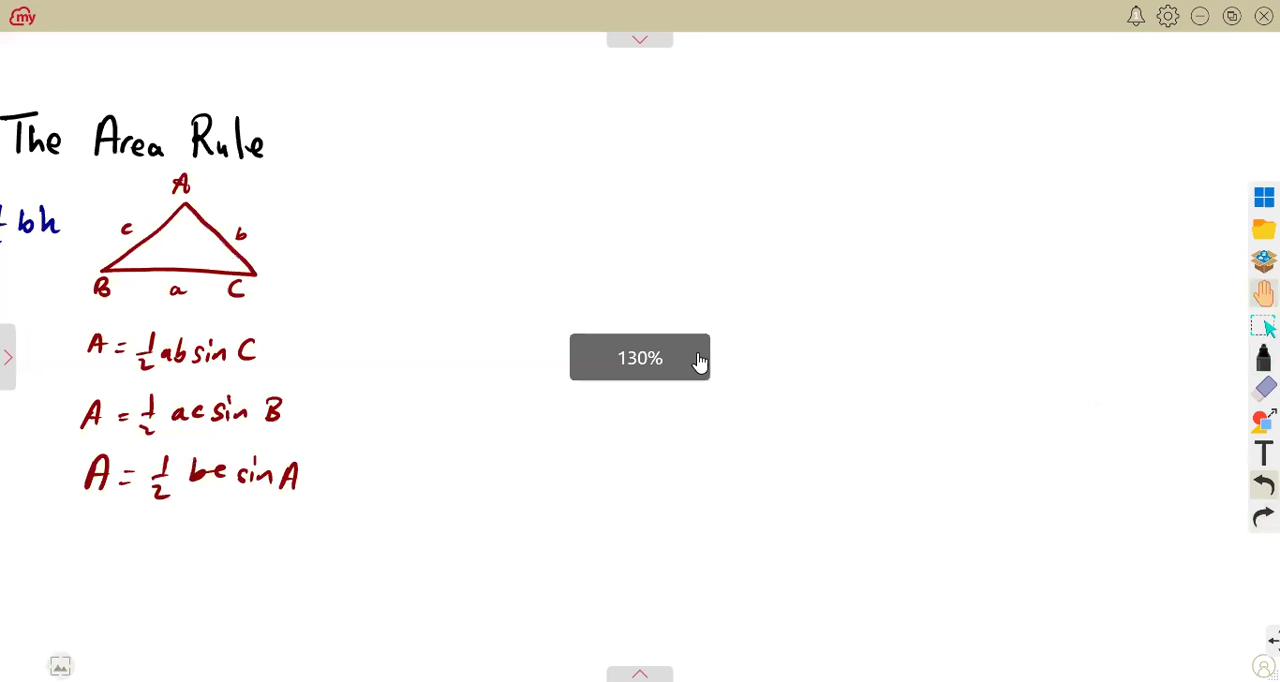 my
The Area Rule
A
bh
c
b
B
a
C
A = 1/2 ab sin C
130%
A = 1/2 ac sin B
A = 1/2 bc sin A
T